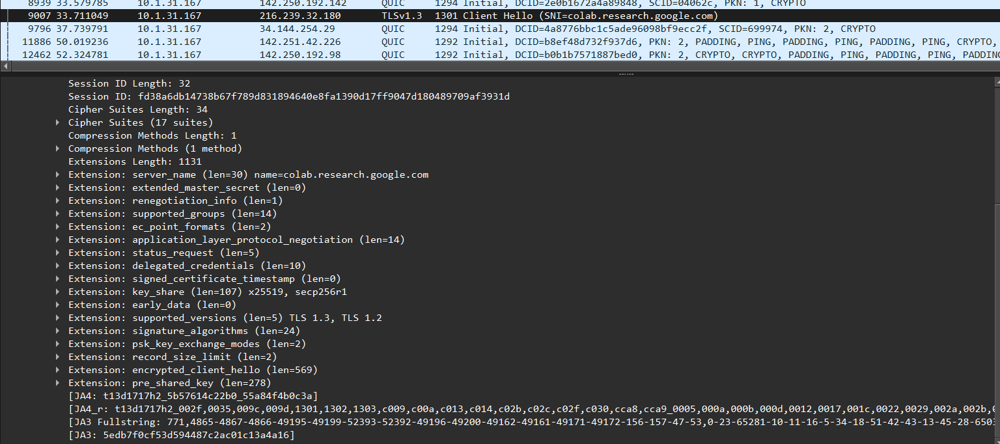 8939 33.579785 10.1.31.167 142.250.192.142 QUIC 1294 Initial, DCID=2e0b1672a4a89848, SCID=04062c, PKN: 1, CRYPTO
9007 33.711049 10.1.31.167 216.239.32.180 TLSv1.3 1301 Client Hello (SNI=colab.research.google.com)
9796 37.739791 10.1.31.167 34.144.254.29 QUIC 1294 Initial, DCID=4a8776bbc1c5ade96098bf9ecc2f, SCID=699974, PKN: 2, CRYPTO
11886 50.019236 10.1.31.167 142.251.42.226 QUIC 1292 Initial, DCID=b8ef48d732f937d6, PKN: 2, PADDING, PING, PADDING, PING, PADDING, PING, CRYPTO,
12462 52.324781 10.1.31.167 142.250.192.98 QUIC 1292 Initial, DCID=b0b1b7571887bed0, PKN: 2, CRYPTO, CRYPTO, PADDING, PING, PADDING, PING, PADDING
Session ID Length: 32
Session ID: fd38a6db14738b67f789d831894640e8fa1390d17ff9047d180489709af3931d
Cipher Suites Length: 34
Cipher Suites (17 suites)
Compression Methods Length: 1
Compression Methods (1 method)
Extensions Length: 1131
Extension: server_name (len=30) name=colab.research.google.com
Extension: extended_master_secret (len=0)
Extension: renegotiation_info (len=1)
Extension: supported_groups (len=14)
Extension: ec_point_formats (len=2)
Extension: application_layer_protocol_negotiation (len=14)
Extension: status_request (len=5)
Extension: delegated_credentials (len=10)
Extension: signed_certificate_timestamp (len=0)
Extension: key_share (len=107) x25519, secp256r1
Extension: early_data (len=0)
Extension: supported_versions (len=5) TLS 1.3, TLS 1.2
Extension: signature_algorithms (len=24)
Extension: psk_key_exchange_modes (len=2)
Extension: record_size_limit (len=2)
Extension: encrypted_client_hello (len=569)
Extension: pre_shared_key (len=278)
[JA4: t13d1717h2_5b57614c22b0_55a84f4b0c3a]
[JA4_r: t13d1717h2_002f,0035,009c,009d,1301,1302,1303,c009,c00a,c013,c014,c02b,c02c,c02f,c030,cca8,cca9_0005,000a,000b,000d,0012,0017,001c,0022,0029,002a,002b,
[JA3 Fullstring: 771,4865-4867-4866-49195-49199-52393-52392-49196-49200-49162-49161-49171-49172-156-157-47-53,0-23-65281-10-11-16-5-34-18-51-42-43-13-45-28-6503
[JA3: 5edb7f0cf53d594487c2ac01c13a4a16]